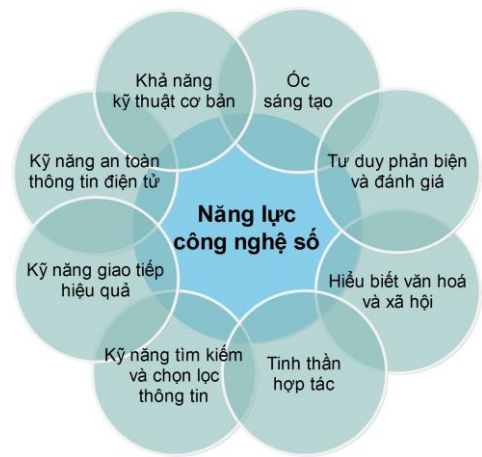 Khả năng
kỹ thuật cơ bản
Óc
sáng tạo
Kỹ năng an toàn
thông tin điện tử
Tư duy phản biện
và đánh giá
Năng lực
công nghệ số
Kỹ năng giao tiếp
hiệu quả
Hiểu biết văn hoá
và xã hội
Kỹ năng tìm kiếm
và chọn lọc
thông tin
Tinh thần
hợp tác